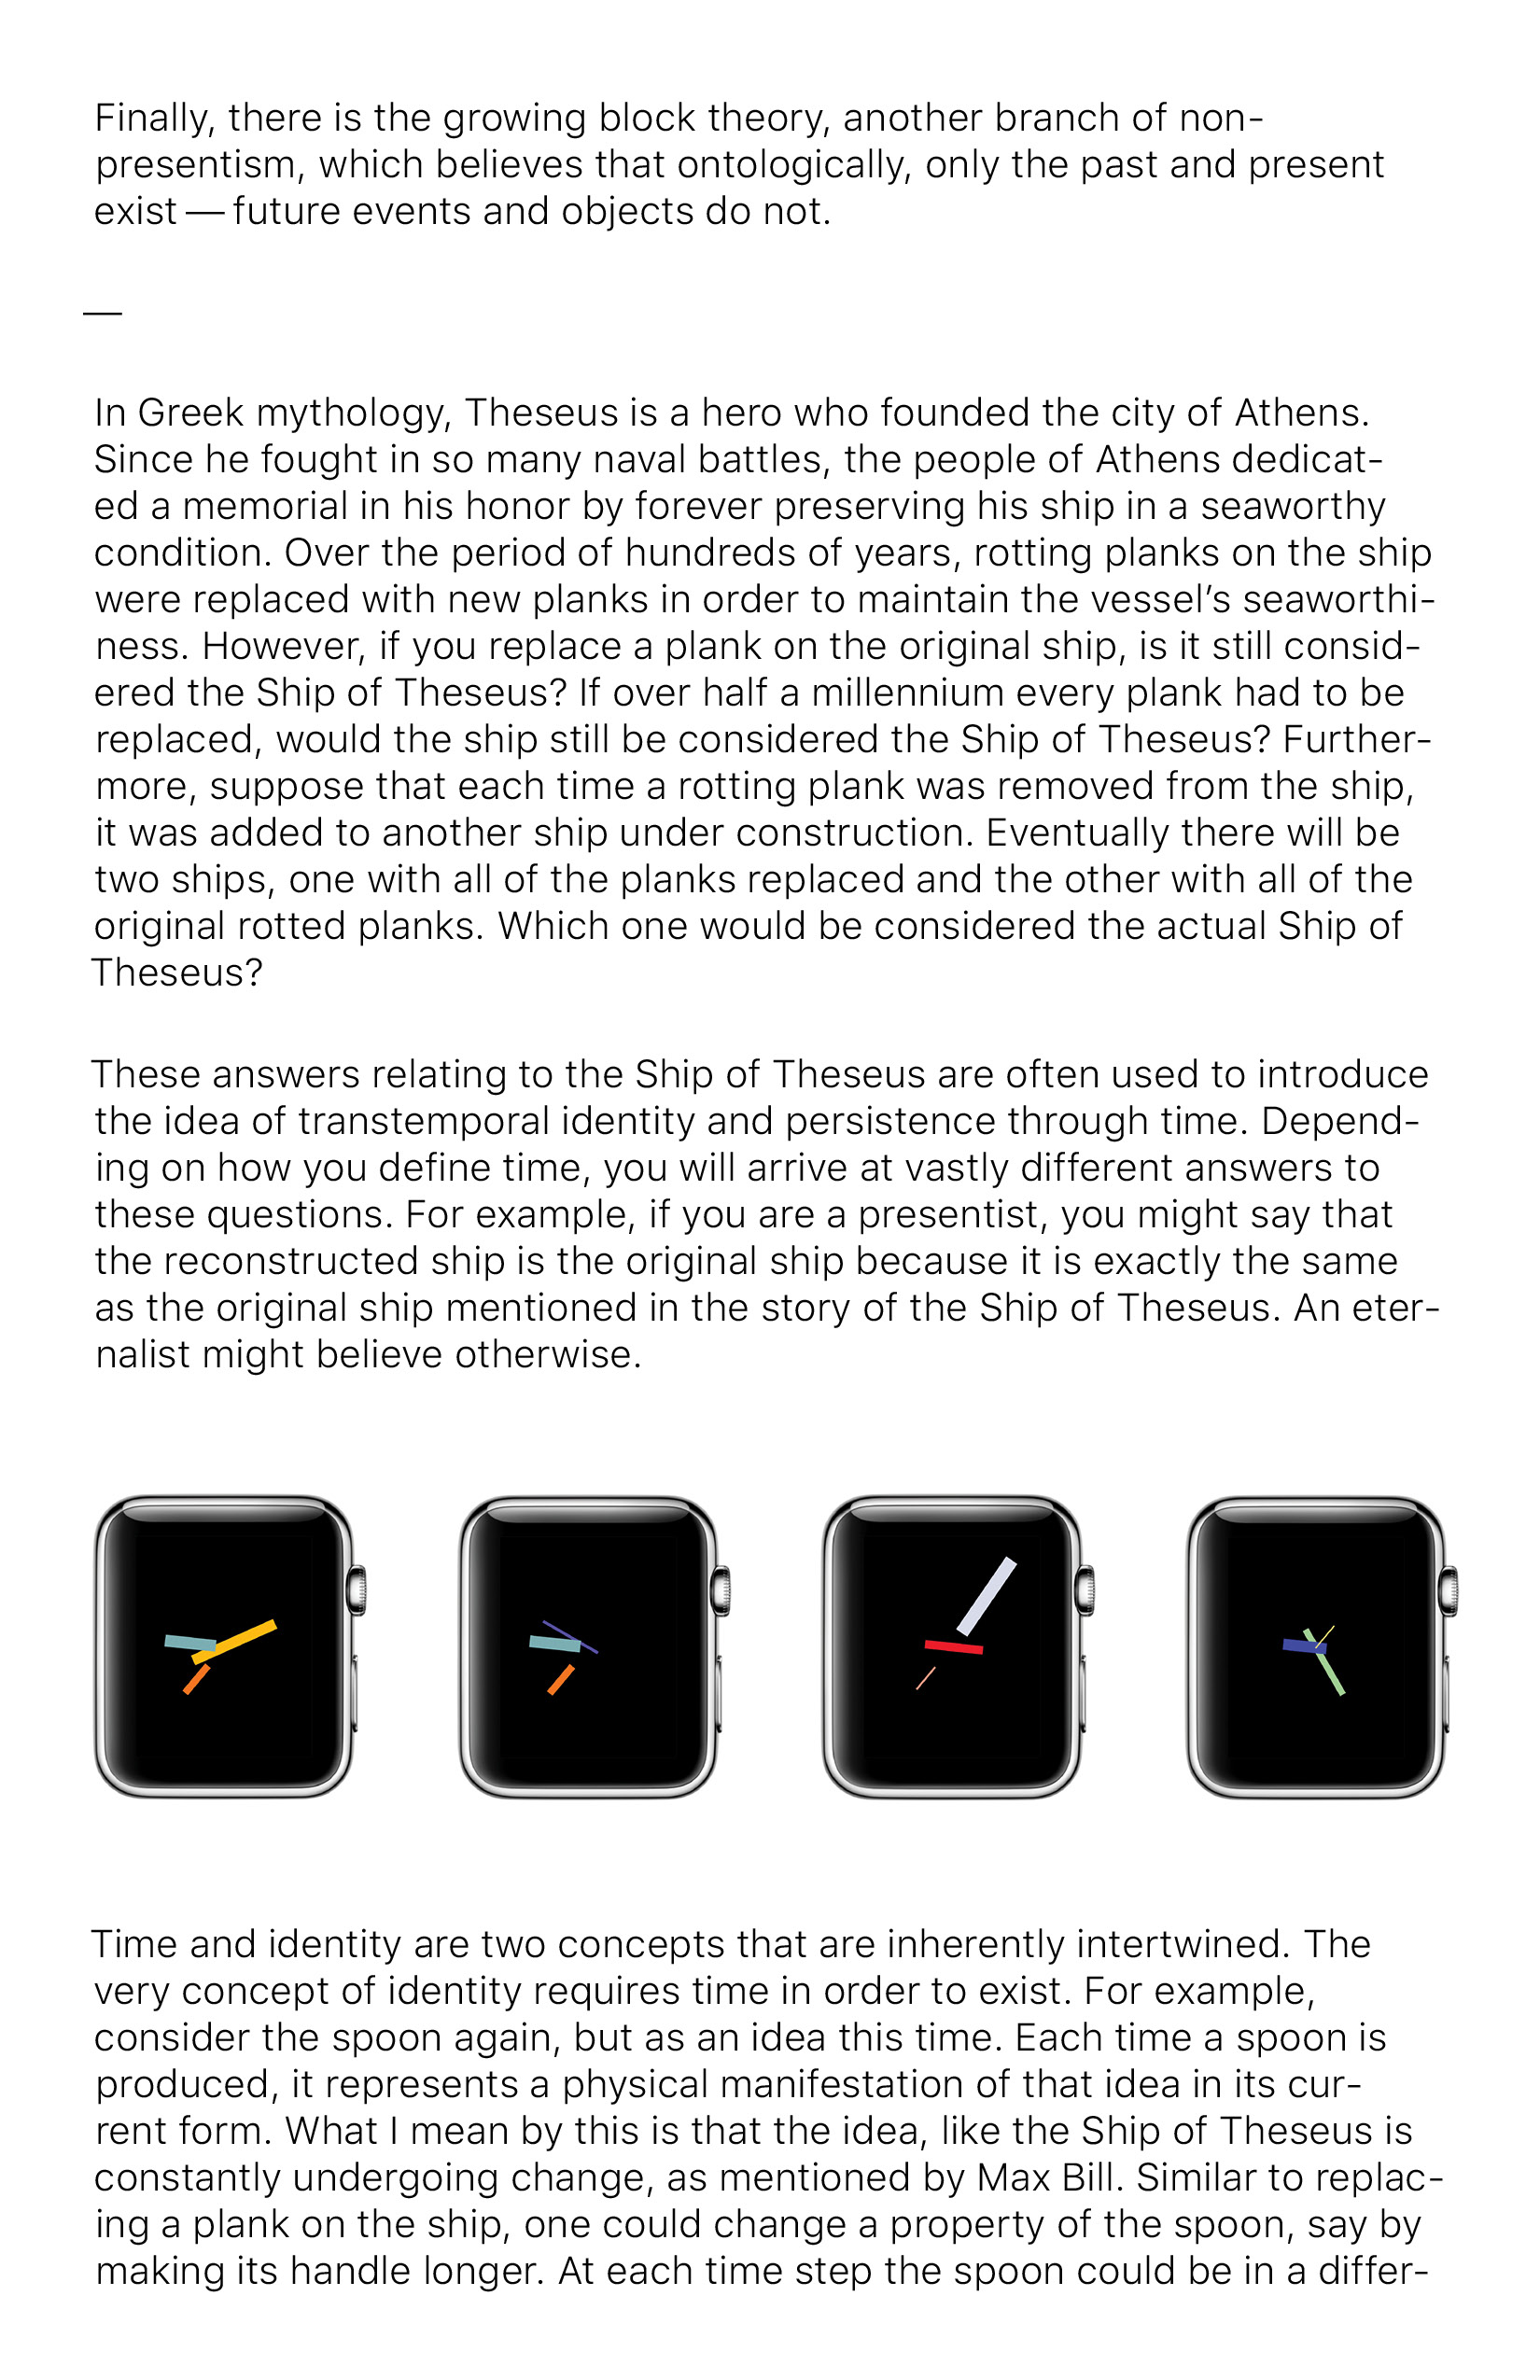 Finally, there is the growing block theory, another branch of non-
presentism, which believes that ontologically, only the past and present
exist — future events and objects do not.
—
In Greek mythology, Theseus is a hero who founded the city of Athens.
Since he fought in so many naval battles, the people of Athens dedicat-
ed a memorial in his honor by forever preserving his ship in a seaworthy
condition. Over the period of hundreds of years, rotting planks on the ship
were replaced with new planks in order to maintain the vessel’s seaworthi-
ness. However, if you replace a plank on the original ship, is it still consid-
ered the Ship of Theseus? If over half a millennium every plank had to be
replaced, would the ship still be considered the Ship of Theseus? Further-
more, suppose that each time a rotting plank was removed from the ship,
it was added to another ship under construction. Eventually there will be
two ships, one with all of the planks replaced and the other with all of the
original rotted planks. Which one would be considered the actual Ship of
Theseus?
These answers relating to the Ship of Theseus are often used to introduce
the idea of transtemporal identity and persistence through time. Depend-
ing on how you define time, you will arrive at vastly different answers to
these questions. For example, if you are a presentist, you might say that
the reconstructed ship is the original ship because it is exactly the same
as the original ship mentioned in the story of the Ship of Theseus. An eter-
nalist might believe otherwise.
Time and identity are two concepts that are inherently intertwined. The
very concept of identity requires time in order to exist. For example,
consider the spoon again, but as an idea this time. Each time a spoon is
produced, it represents a physical manifestation of that idea in its cur-
rent form. What I mean by this is that the idea, like the Ship of Theseus is
constantly undergoing change, as mentioned by Max Bill. Similar to replac-
ing a plank on the ship, one could change a property of the spoon, say by
making its handle longer. At each time step the spoon could be in a differ-